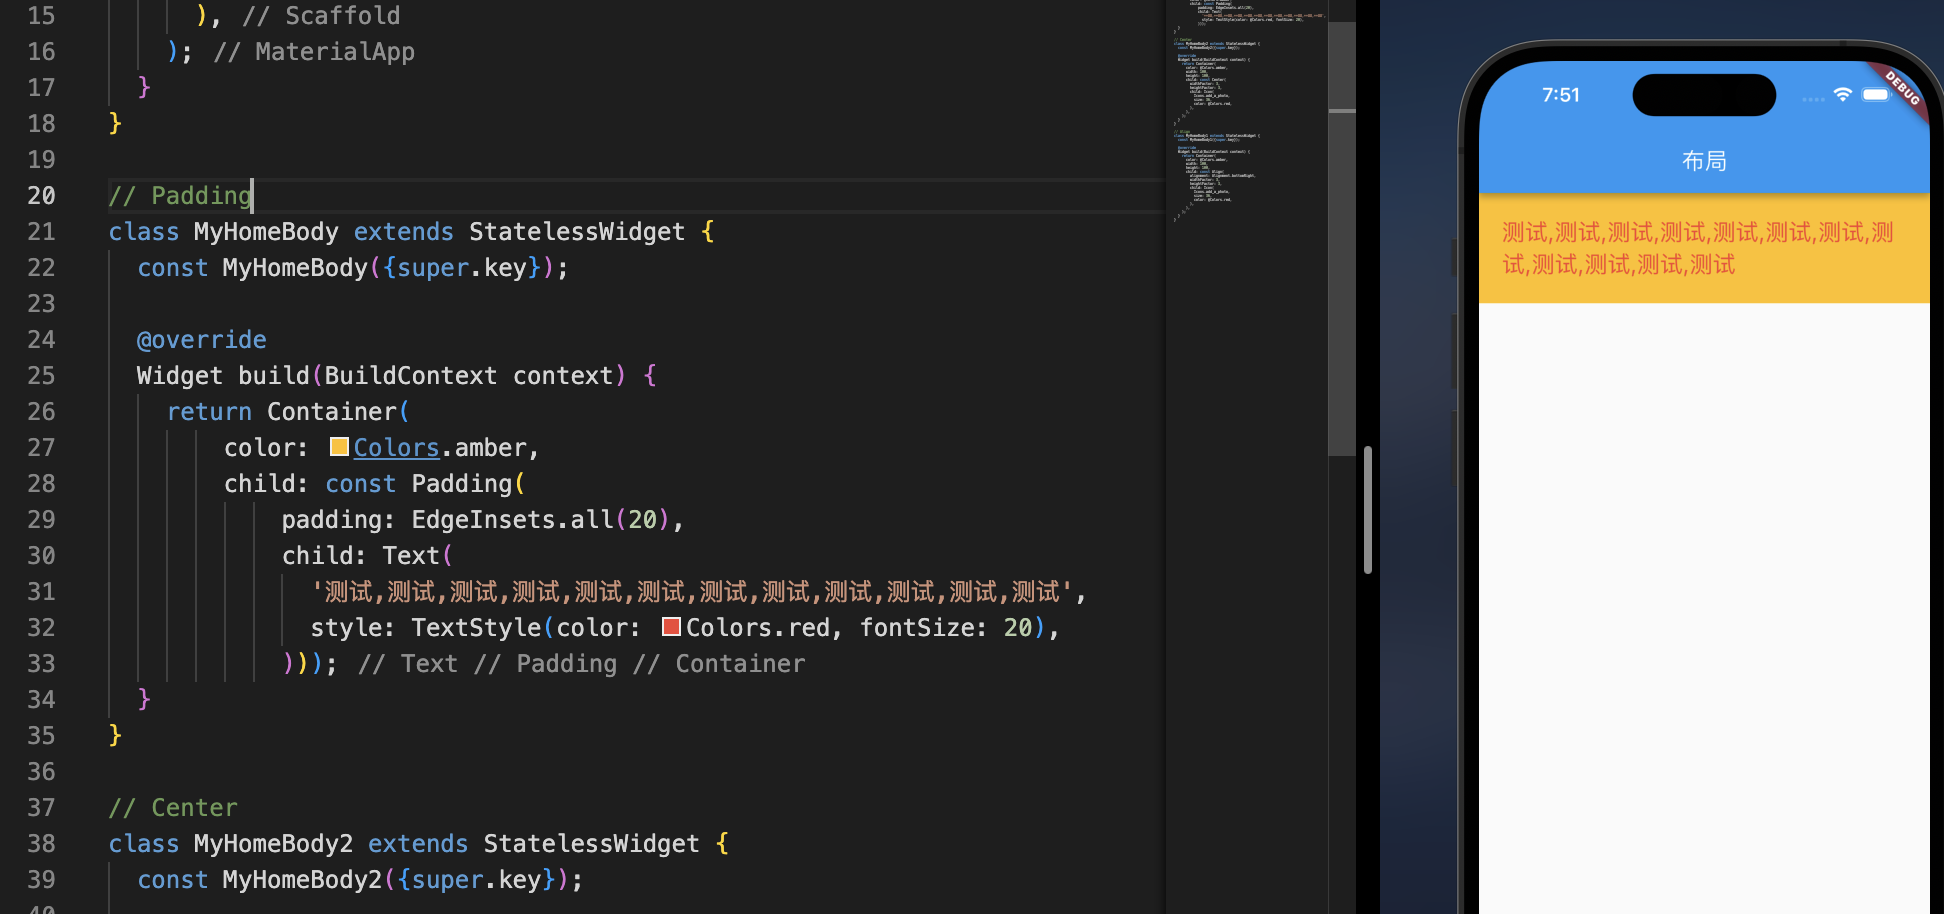 15 ), // Scaffold
16 ); // MaterialApp
17 }
18 }
19
20 // Padding
21 class MyHomeBody extends StatelessWidget {
22 const MyHomeBody({super.key});
23
24 @override
25 Widget build(BuildContext context) {
26 return Container(
27 color: Colors.amber,
28 child: const Padding(
29 padding: EdgeInsets.all(20),
30 child: Text(
31 '测试,测试,测试,测试,测试,测试,测试,测试,测试,测试,测试,测试',
32 style: TextStyle(color: Colors.red, fontSize: 20),
33 ))); // Text // Padding // Container
34 }
35 }
36
37 // Center
38 class MyHomeBody2 extends StatelessWidget {
39 const MyHomeBody2({super.key});
40
7:51
DEBUG
布局
测试,测试,测试,测试,测试,测试,测试,测
试,测试,测试,测试,测试